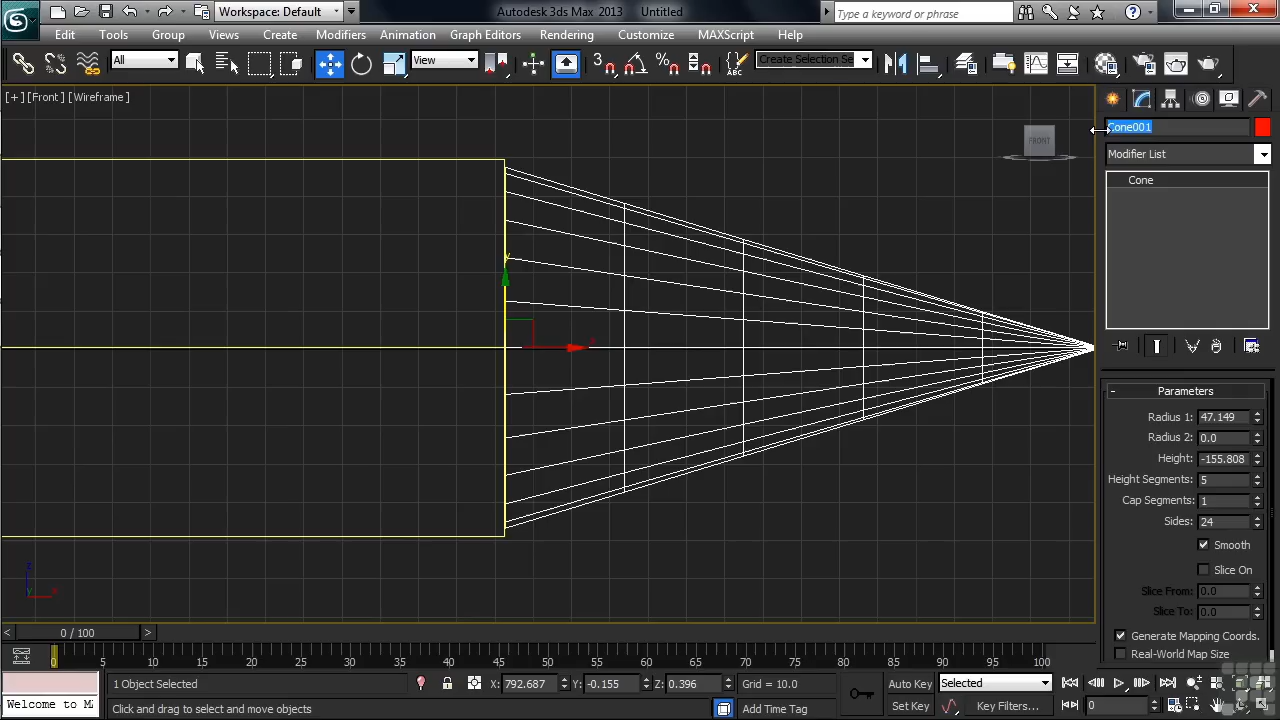 Workspace: Default
Autodesk 3ds Max 2013
Untitled
Type a keyword or phrase
Edit
Tools
Group
Views
Create
Modifiers
Animation
Graph Editors
Rendering
Customize
MAXScript
Help
All
View
3
Create Selection Se
[+] [Front] [Wireframe ]
FRONT
Cone001
Modifier List
Cone
Parameters
Radius 1: 47.149
Radius 2: 0.0
Height: -155.808
Height Segments: 5
Cap Segments: 1
Sides: 24
Smooth
Slice On
Slice From: 0.0
Slice To: 0.0
Generate Mapping Coords.
Real-World Map Size
y
x
z
y
x
< 0 / 100 >
0 5 10 15 20 25 30 35 40 45 50 55 60 65 70 75 80 85 90 95 100
1 Object Selected
X: 792.687
Y: -0.155
Z: 0.396
Grid = 10.0
Auto Key
Selected
Welcome to MA
Click and drag to select and move objects
Add Time Tag
Set Key
Key Filters...
0